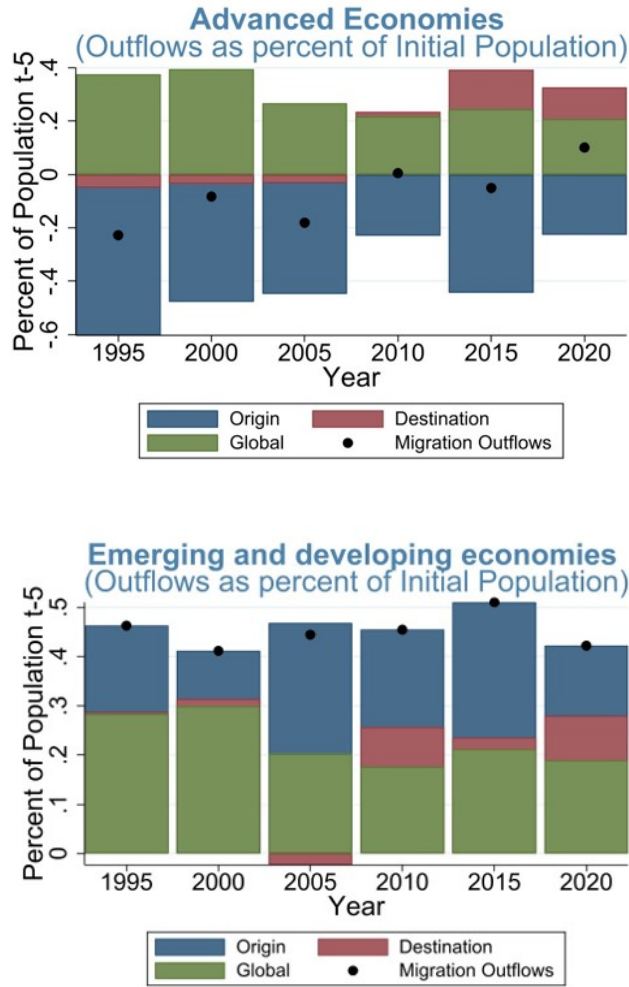 Advanced Economies
(Outflows as percent of Initial Population)
Percent of Population t-5
.4
.2
0
-.2
-.4
-.6
1995 2000 2005 2010 2015 2020
Year
Origin Destination
Global Migration Outflows
Emerging and developing economies
(Outflows as percent of Initial Population)
Percent of Population t-5
.5
.4
.3
.2
.1
0
1995 2000 2005 2010 2015 2020
Year
Origin Destination
Global Migration Outflows